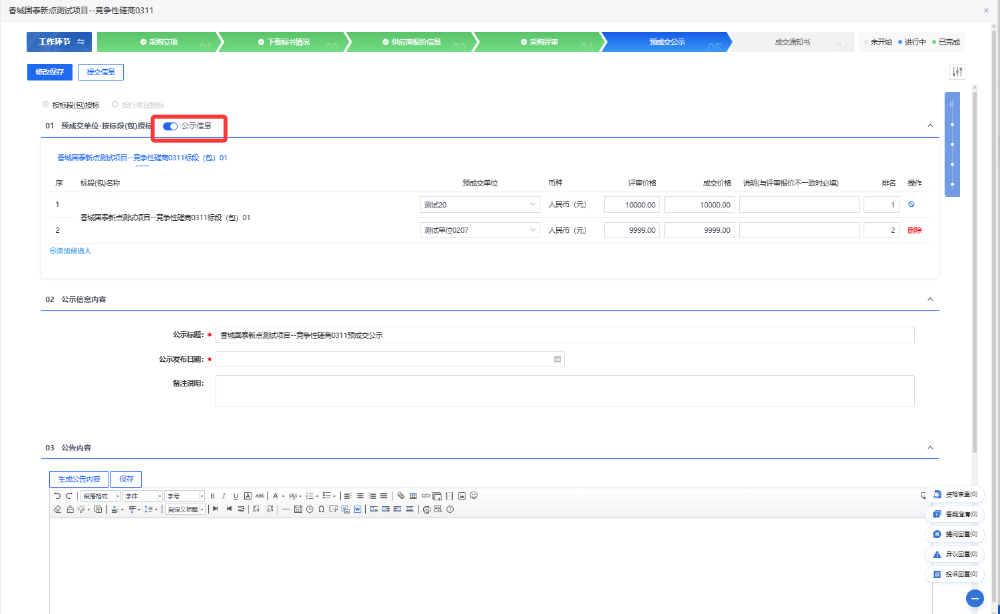 香城国泰新点测试项目--竞争性磋商0311
工作环节 采购立项 01 下载标书情况 02 供应商报价信息 03 采购评审 04 预成交公示 05 成交通知书 06 未开始 进行中 已完成
修改保存 提交信息
按标段(包)授标 按行项目授标
01 预成交单位-按标段(包)授标 公示信息
香城国泰新点测试项目--竞争性磋商0311标段（包）01
序 标段(包)名称 预成交单位 币种 评审价格 成交价格 说明(与评审报价不一致时必填) 排名 操作
1 测试20 人民币（元） 10000.00 10000.00 1
香城国泰新点测试项目--竞争性磋商0311标段（包）01
2 测试单位0207 人民币（元） 9999.00 9999.00 2 删除
添加候选人
02 公示信息内容
公示标题: * 香城国泰新点测试项目--竞争性磋商0311预成交公示
公示发布日期: *
备注说明:
03 公告内容
生成公告内容 保存
段落格式 字体 字号 B I U A ABC A
自定义标题
资格审查(0)
答疑澄清(0)
提问回复(0)
异议回复(0)
投诉回复(0)